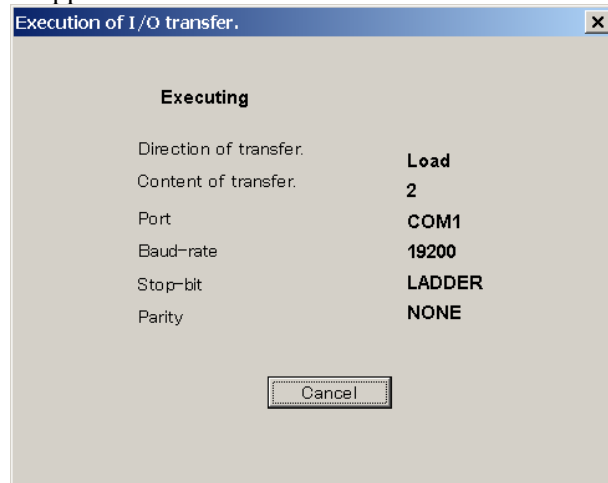 Execution of I/O transfer.
Executing
Direction of transfer. Load
Content of transfer. 2
Port COM1
Baud-rate 19200
Stop-bit LADDER
Parity NONE
Cancel